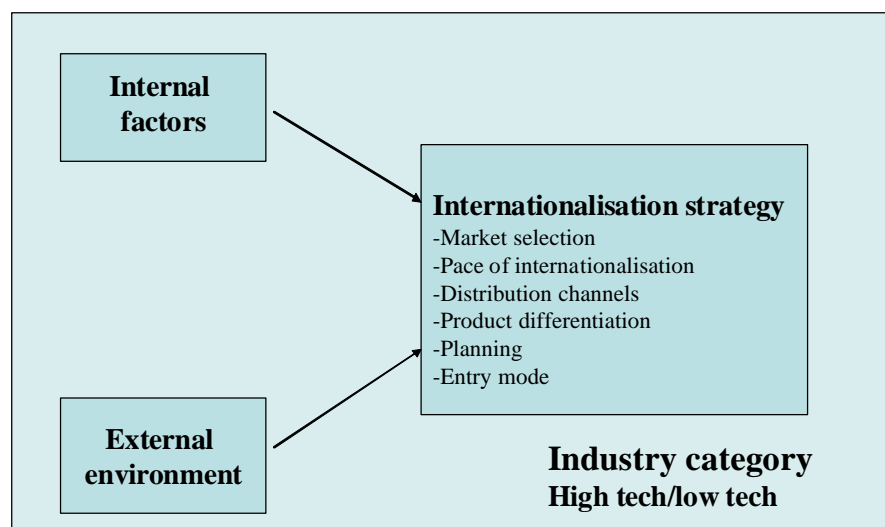 Internal
factors
Internationalisation strategy
-Market selection
-Pace of internationalisation
-Distribution channels
-Product differentiation
-Planning
-Entry mode
External
environment
Industry category
High tech/low tech